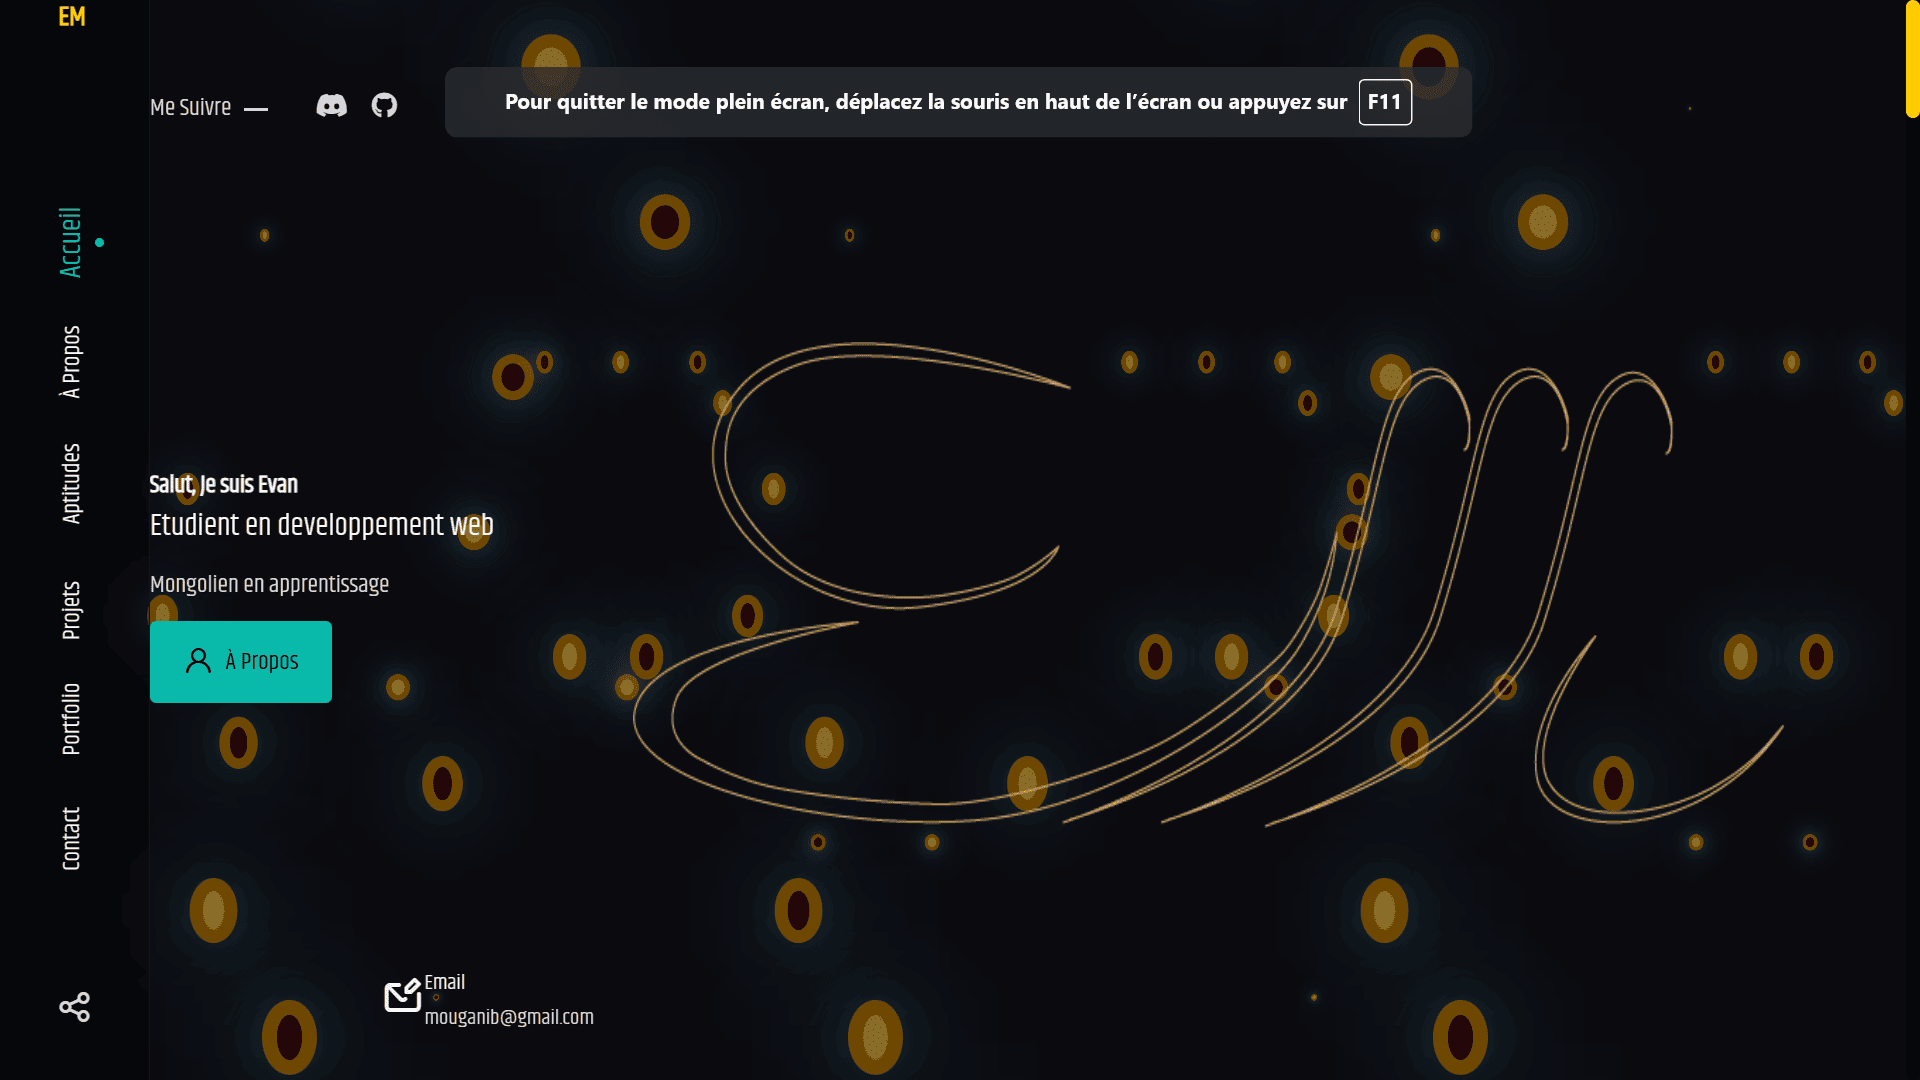 EM
Me Suivre
Pour quitter le mode plein écran, déplacez la souris en haut de l’écran ou appuyez sur F11
Accueil
À Propos
Aptitudes
Projets
Portfolio
Contact
Salut, Je suis Evan
Etudient en developpement web
Mongolien en apprentissage
À Propos
Email
mouganib@gmail.com